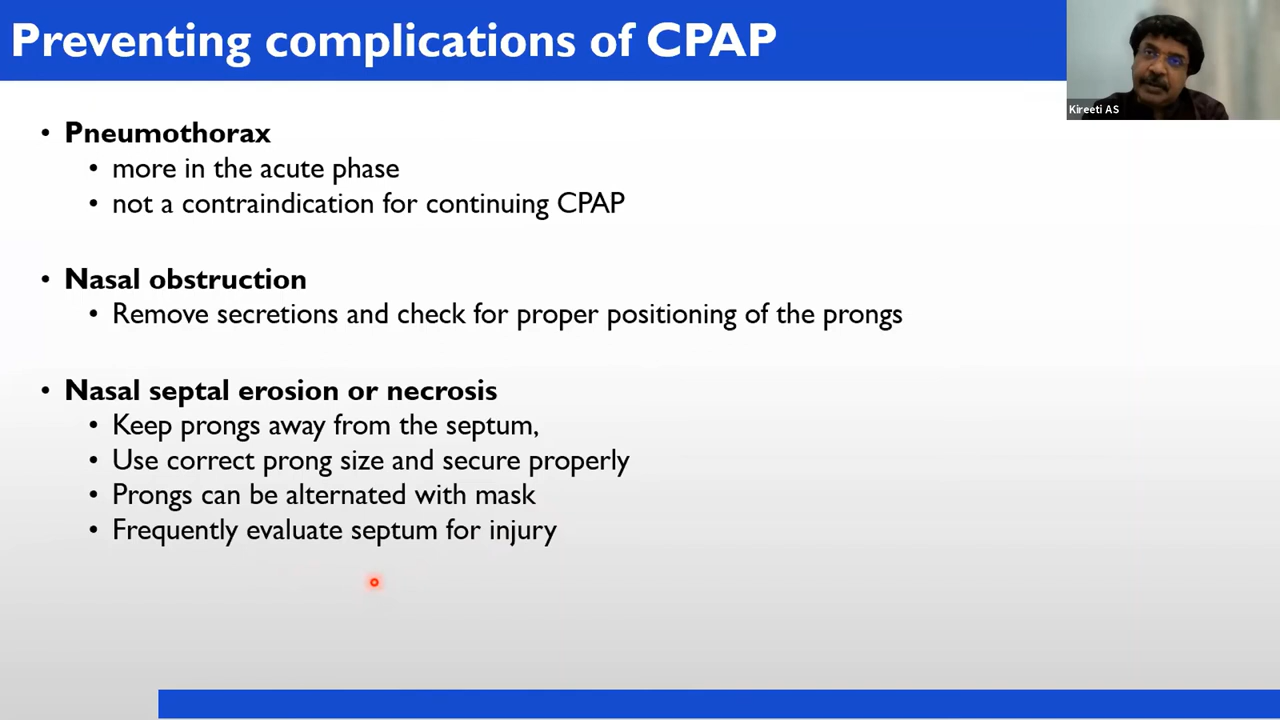 Preventing complications of CPAP
Kireeti AS
• Pneumothorax
• more in the acute phase
• not a contraindication for continuing CPAP
• Nasal obstruction
• Remove secretions and check for proper positioning of the prongs
• Nasal septal erosion or necrosis
• Keep prongs away from the septum,
• Use correct prong size and secure properly
• Prongs can be alternated with mask
• Frequently evaluate septum for injury